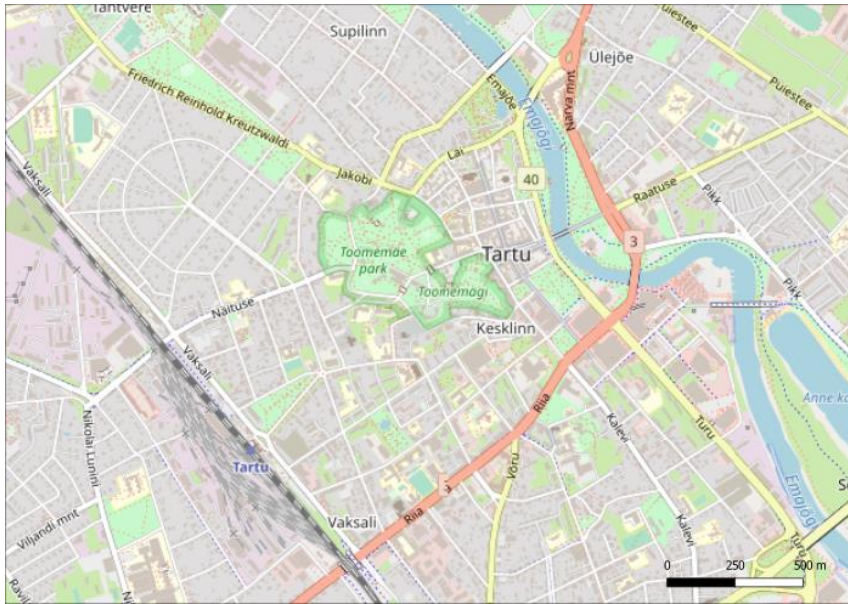 Tähtvere
Supilinn
Ülejõe
Friedrich Reinhold Kreutzwaldi
Emajõe
Emajõgi
Narva mnt
Puiestee
Puiestee
Vaksali
Jakobi
Lai
40
Raatuse
Pikk
Toomemäe
park
Tartu
3
Toomemägi
Näituse
Kesklinn
Pikk
Vaksali
Riia
Anne ka
Nikolai Lunini
Kalevi
Turu
Tartu
Võru
Emajõgi
Viljandi mnt
Vaksali
Riia
Kalevi
Turu
0 250 500 m